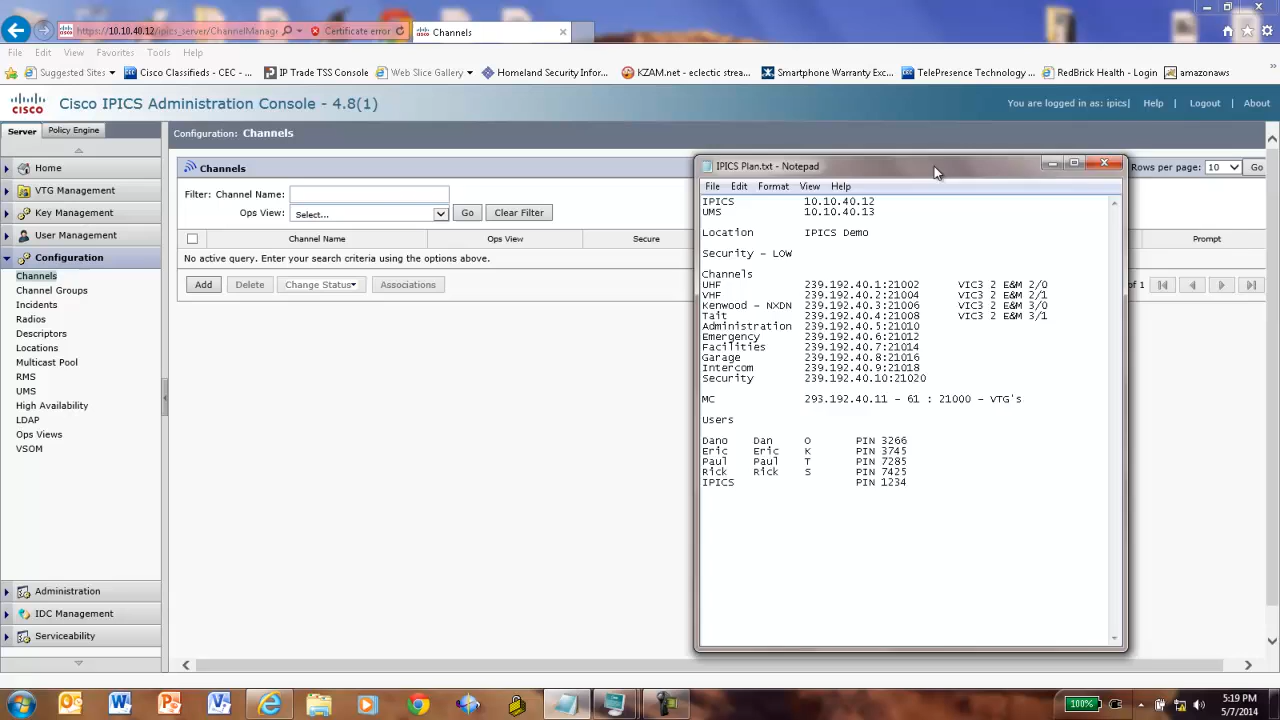 https://10.10.40.12/ipics_server/ChannelManag
Certificate error
Channels
File Edit View Favorites Tools Help
Suggested Sites Cisco Classification - CEC - ... IP Trade TSS Console Web Slice Gallery Homeland Security Infor... KZAM.net - eclectic strea... Smartphone Warranty Exc... TelePresence Technology ... RedBrick Health - Login amazonaws
CISCO Cisco IPICS Administration Console - 4.8(1) You are logged in as: ipics| Help Logout About
Server Policy Engine
Configuration: Channels
Home
VTG Management
Key Management
User Management
Configuration
Channels
Channel Groups
Incidents
Radios
Descriptors
Locations
Multicast Pool
RMS
UMS
High Availability
LDAP
Ops Views
VSOM
Administration
IDC Management
Serviceability
Channels
Rows per page: 10 Go
Filter: Channel Name:
Ops View: Select... Go Clear Filter
Channel Name Ops View Secure Prompt
No active query. Enter your search criteria using the options above.
Add Delete Change Status Associations
of 1
IPICS Plan.txt - Notepad
File Edit Format View Help
IPICS 10.10.40.12
UMS 10.10.40.13
Location IPICS Demo
Security - LOW
Channels
UHF 239.192.40.1:21002 VIC3 2 E&M 2/0
VHF 239.192.40.2:21004 VIC3 2 E&M 2/1
Kenwood - NXDN 239.192.40.3:21006 VIC3 2 E&M 3/0
Tait 239.192.40.4:21008 VIC3 2 E&M 3/1
Administration 239.192.40.5:21010
Emergency 239.192.40.6:21012
Facilities 239.192.40.7:21014
Garage 239.192.40.8:21016
Intercom 239.192.40.9:21018
Security 239.192.40.10:21020
MC 293.192.40.11 - 61 : 21000 - VTG's
Users
Dano Dan O PIN 3266
Eric Eric K PIN 3745
Paul Paul T PIN 7285
Rick Rick S PIN 7425
IPICS PIN 1234
100%
5:19 PM
5/7/2014